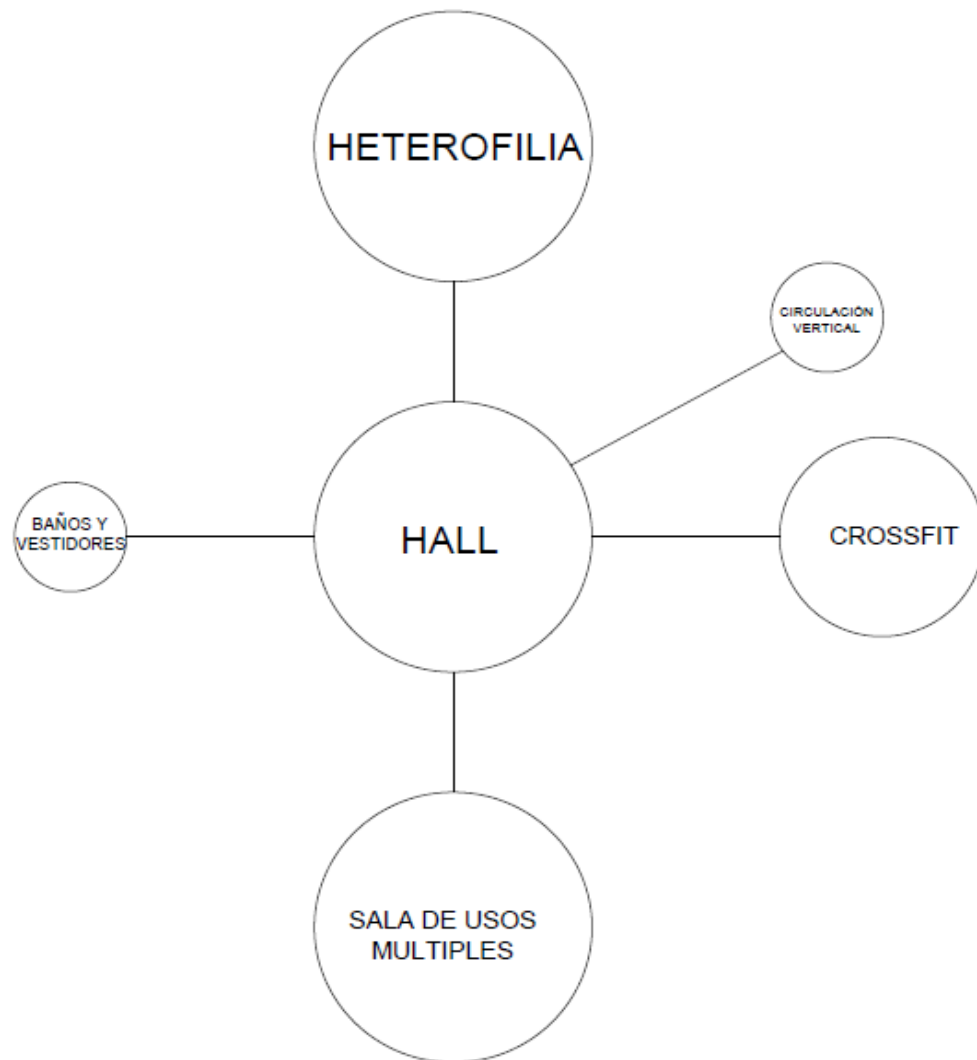 HETEROFILIA
CIRCULACIÓN
VERTICAL
BAÑOS Y
VESTIDORES
HALL
CROSSFIT
SALA DE USOS
MULTIPLES